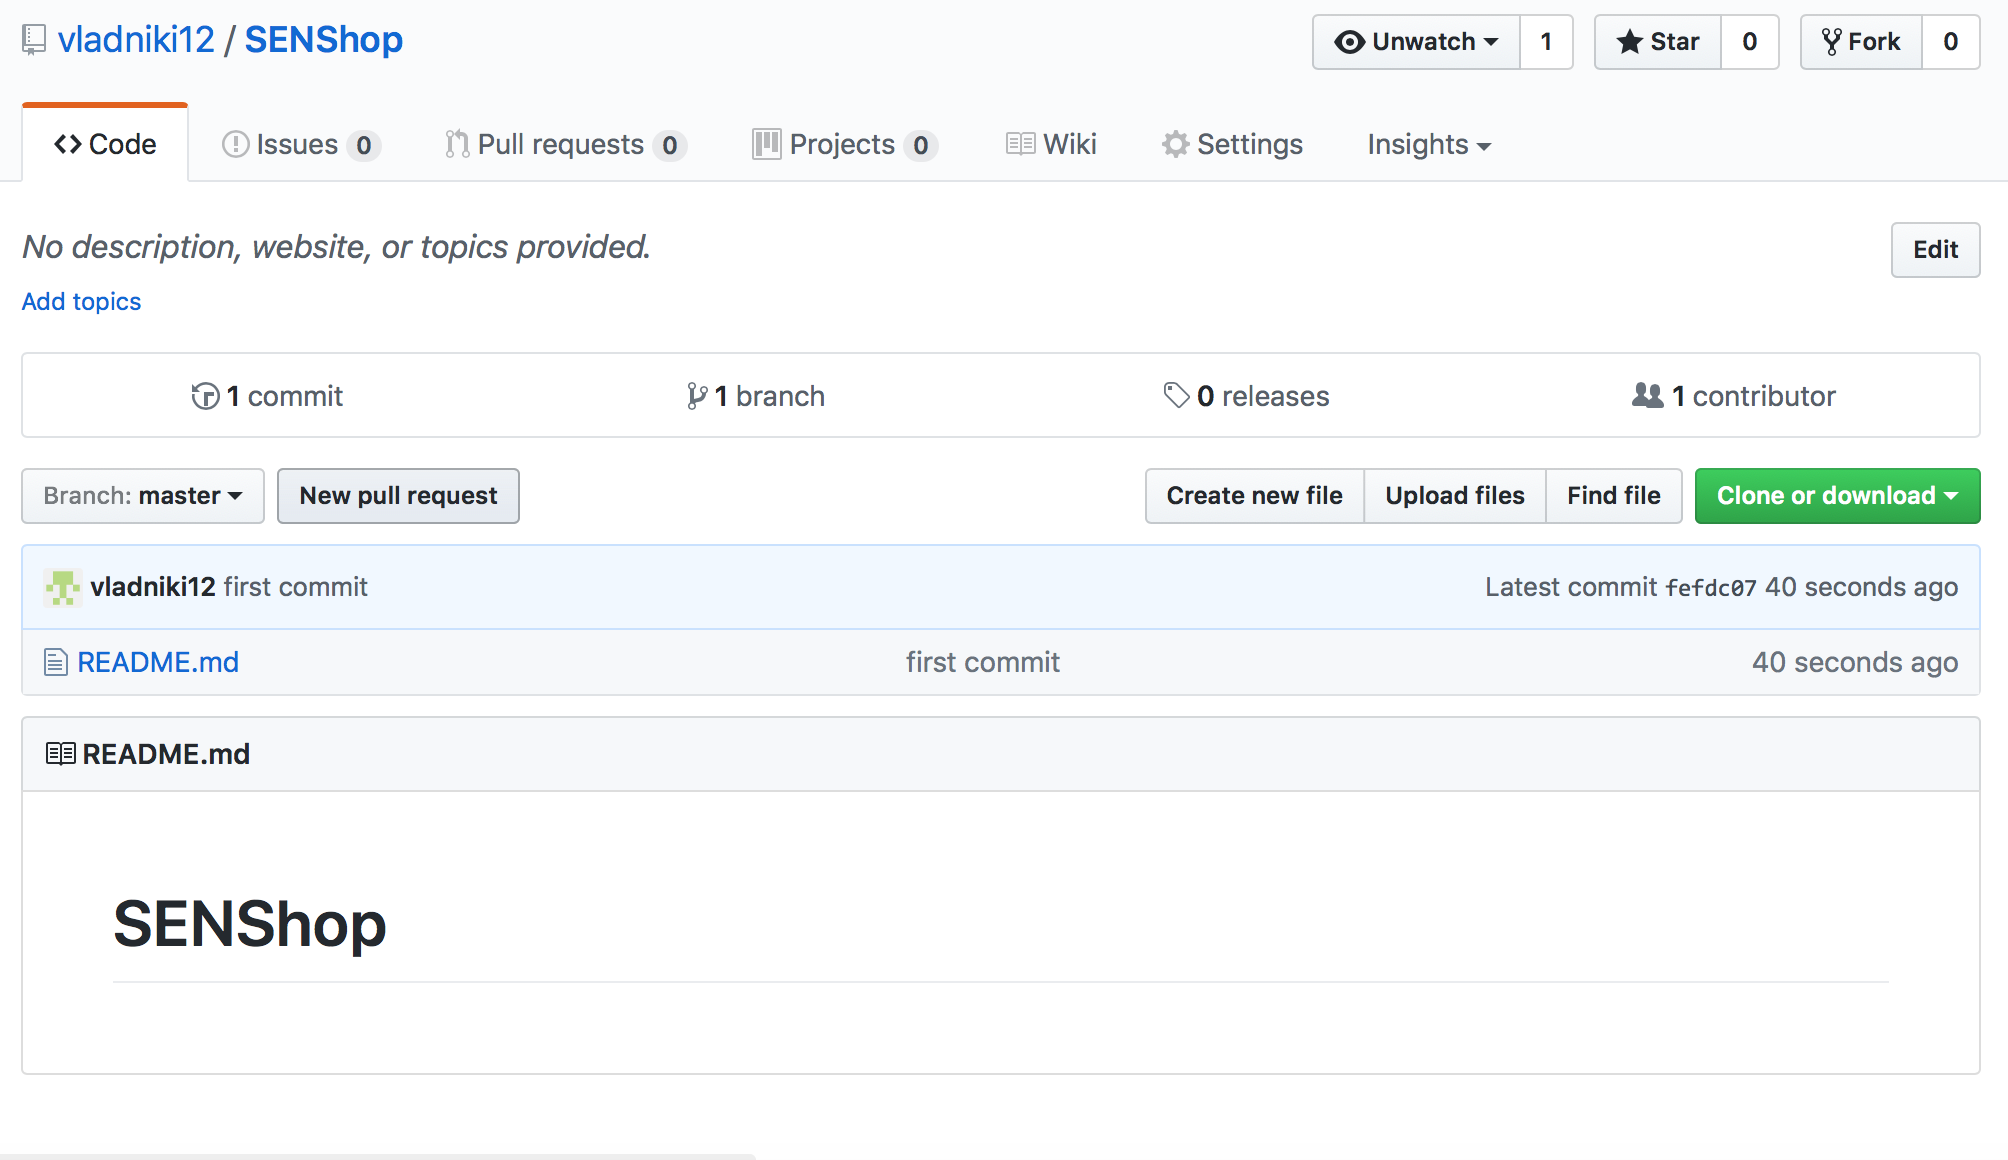 vladniki12 / SENShop
Unwatch 1 Star 0 Fork 0
Code Issues 0 Pull requests 0 Projects 0 Wiki Settings Insights
No description, website, or topics provided.
Edit
Add topics
1 commit 1 branch 0 releases 1 contributor
Branch: master New pull request Create new file Upload files Find file Clone or download
vladniki12 first commit Latest commit fefdc07 40 seconds ago
README.md first commit 40 seconds ago
README.md
SENShop